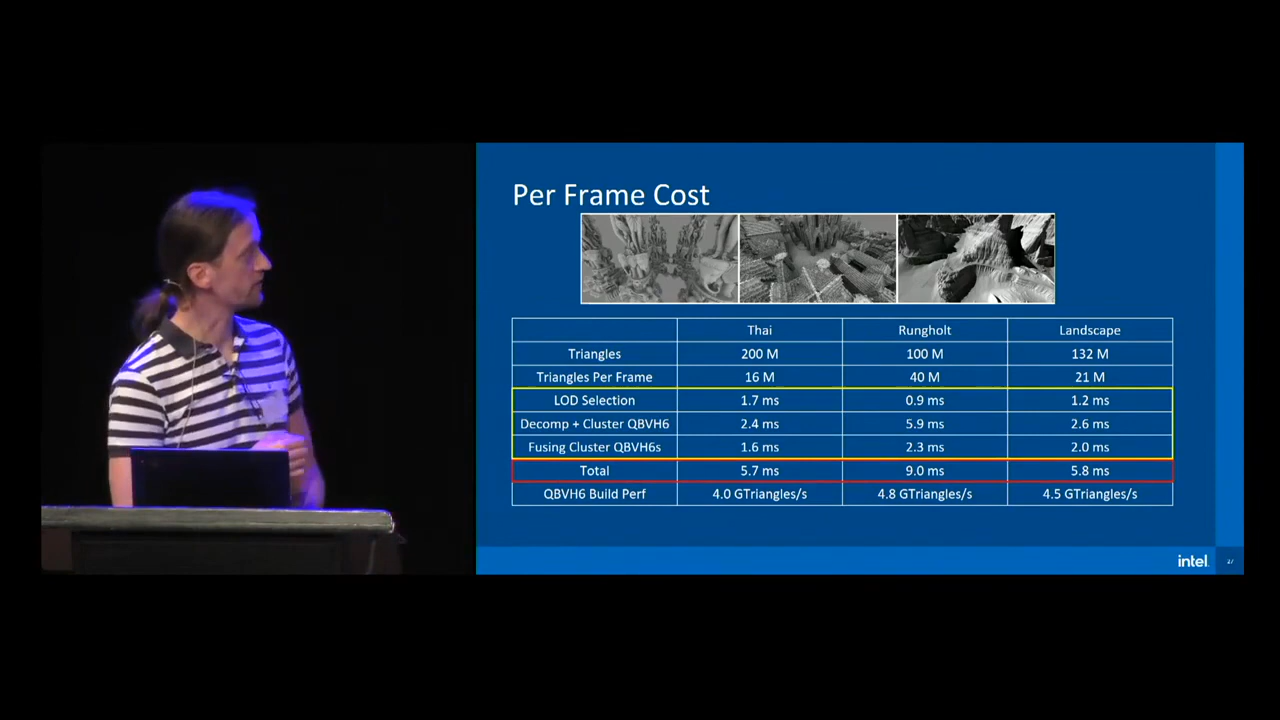 Per Frame Cost
Thai Rungholt Landscape
Triangles 200 M 100 M 132 M
Triangles Per Frame 16 M 40 M 21 M
LOD Selection 1.7 ms 0.9 ms 1.2 ms
Decomp + Cluster QBVH6 2.4 ms 5.9 ms 2.6 ms
Fusing Cluster QBVH6s 1.6 ms 2.3 ms 2.0 ms
Total 5.7 ms 9.0 ms 5.8 ms
QBVH6 Build Perf 4.0 GTriangles/s 4.8 GTriangles/s 4.5 GTriangles/s
intel.